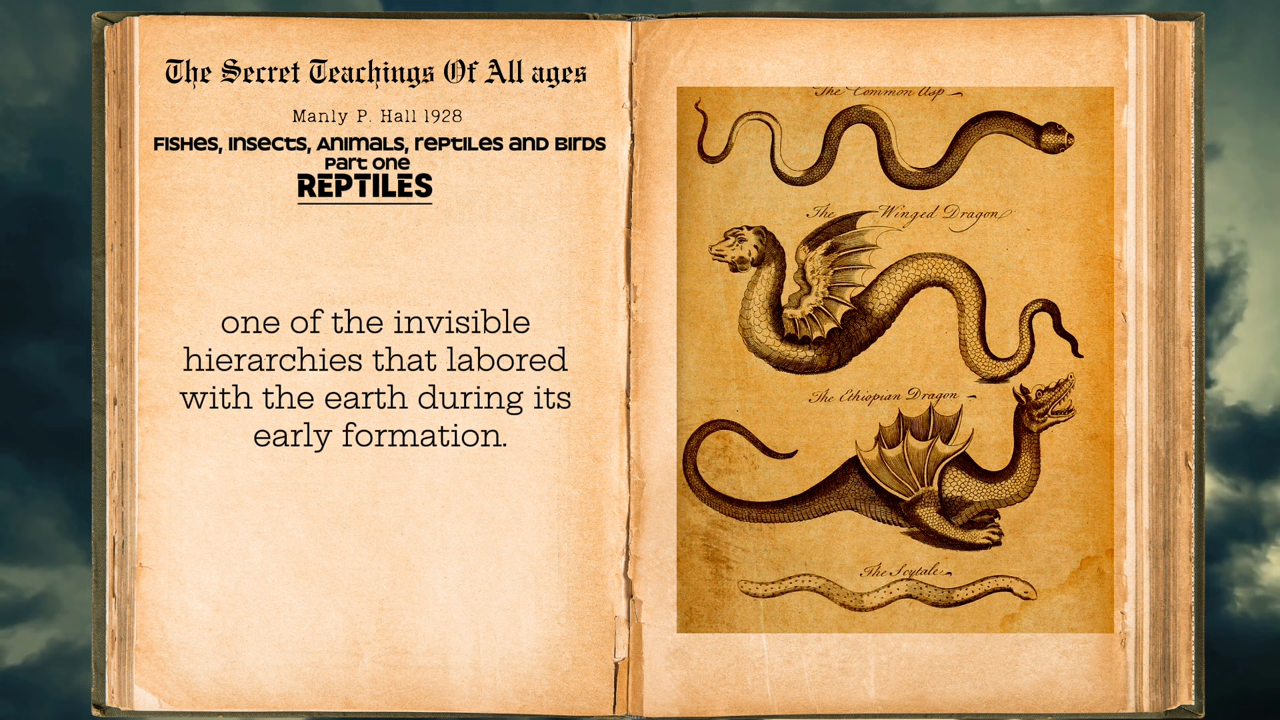 The Secret Teachings Of All ages
Manly P. Hall 1928
FISHES, INSECTS, ANIMALS, REPTILES AND BIRDS
PART ONE
REPTILES
one of the invisible
hierarchies that labored
with the earth during its
early formation.
The Common Asp
The Winged Dragon
The Ethiopian Dragon
The Scytale